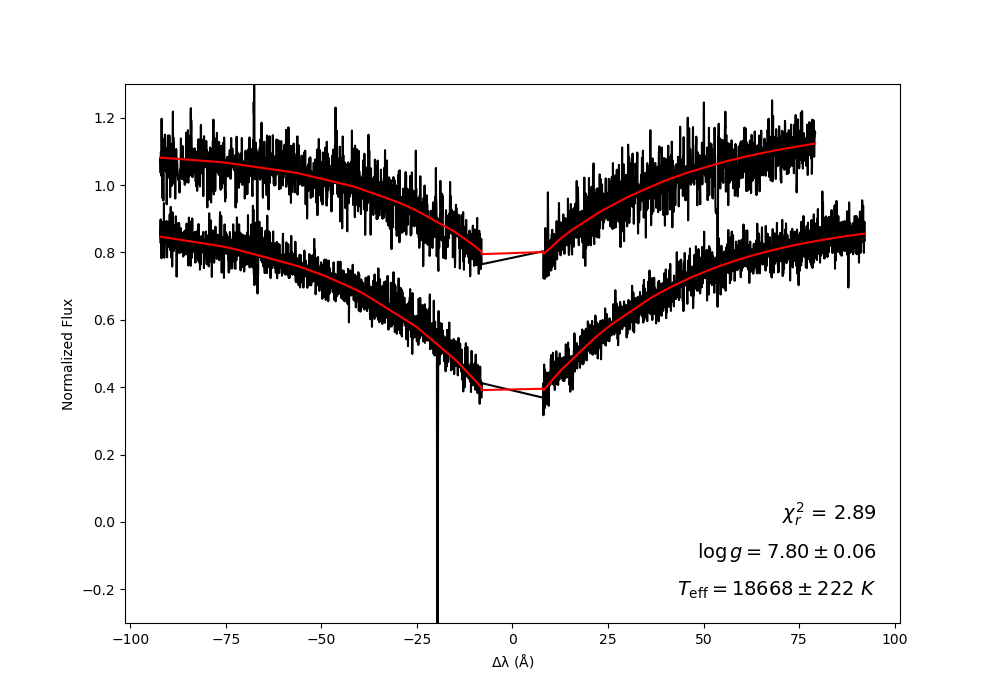 1.2
1.0
0.8
0.6
0.4
0.2
0.0
−0.2
Normalized Flux
−100 −75 −50 −25 0 25 50 75 100
Δλ (Å)
χ²ᵣ = 2.89
log g = 7.80 ± 0.06
T_eff = 18668 ± 222 K